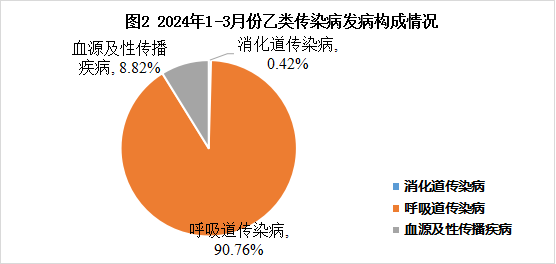 图2 2024年1-3月份乙类传染病发病构成情况
血源及性传播
疾病, 8.82%
消化道传染病,
0.42%
呼吸道传染病,
90.76%
消化道传染病
呼吸道传染病
血源及性传播疾病